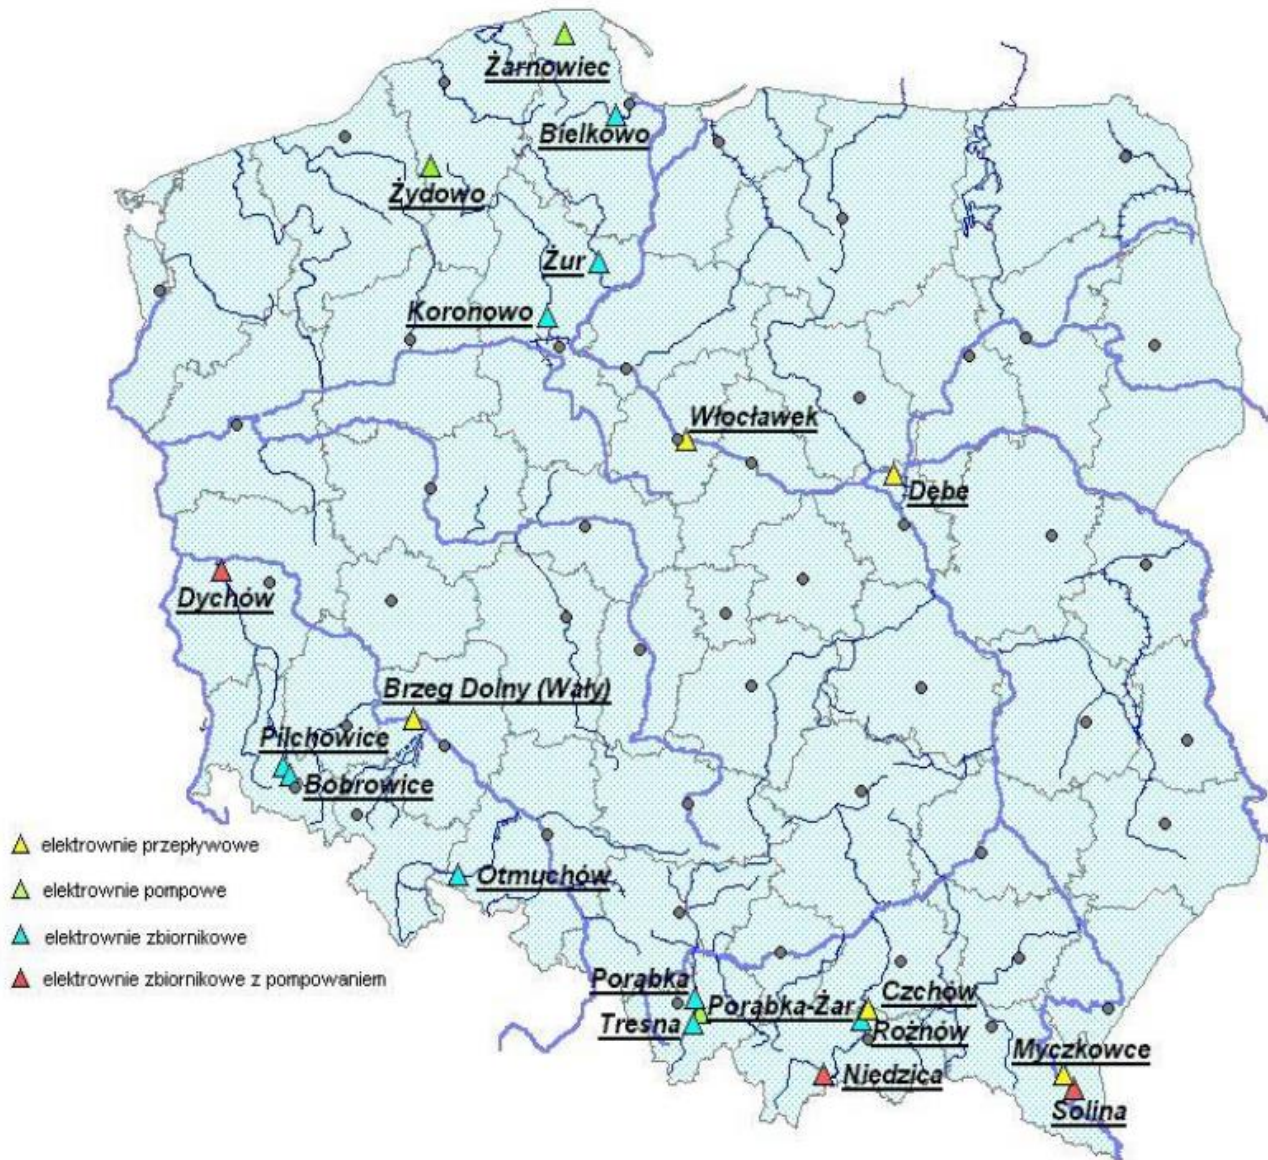 Żarnowiec
Bielkowo
Żydowo
Żur
Koronowo
Włocławek
Dębe
Dychów
Brzeg Dolny (Wały)
Pilchowice
Bobrowice
elektrownie przepływowe
Otmuchów
elektrownie pompowe
elektrownie zbiornikowe
elektrownie zbiornikowe z pompowaniem
Porąbka
Porąbka-Żar
Czchów
Tresna
Rożnów
Myczkowce
Niedzica
Solina